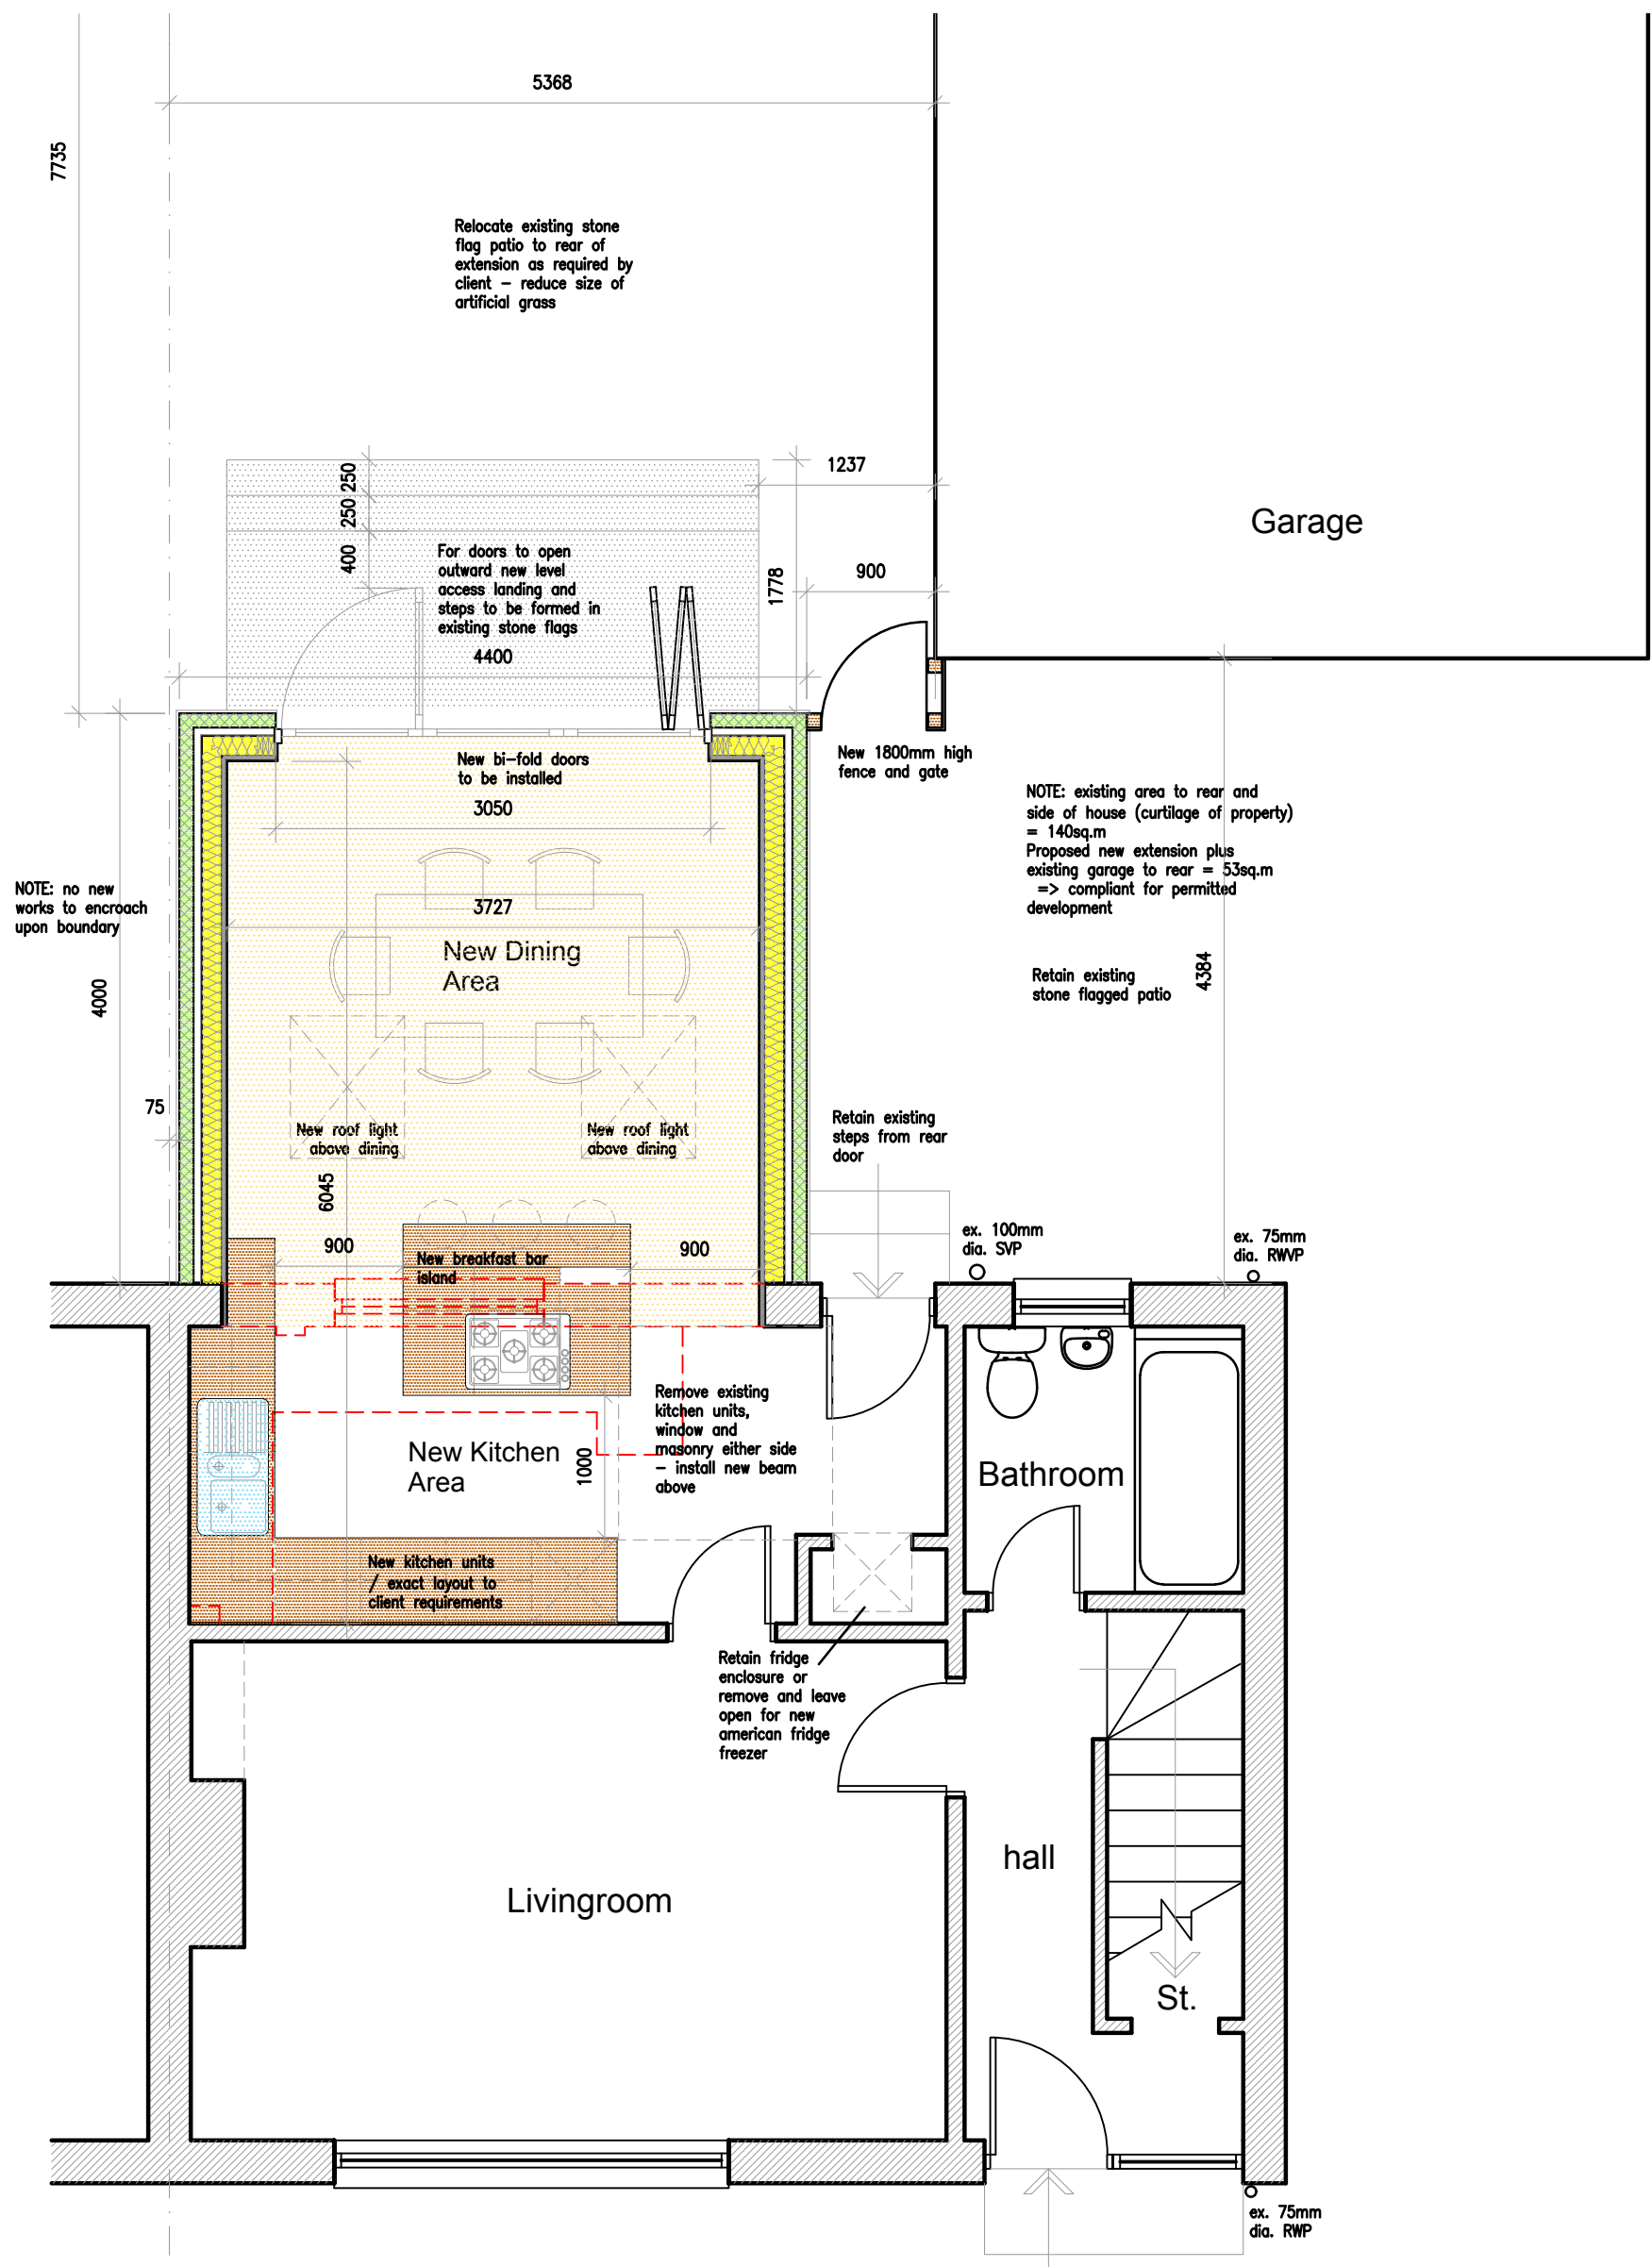 5368
7735
Relocate existing stone
flag patio to rear of
extension as required by
client – reduce size of
artificial grass
250
250
400
1237
Garage
For doors to open
outward new level
access landing and
steps to be formed in
existing stone flags
1778
900
4400
New bi-fold doors
to be installed
3050
New 1800mm high
fence and gate
NOTE: existing area to rear and
side of house (curtilage of property)
= 140sq.m
Proposed new extension plus
existing garage to rear = 53sq.m
=> compliant for permitted
development
NOTE: no new
works to encroach
upon boundary
3727
New Dining
Area
4000
Retain existing
stone flagged patio
4384
75
New roof light
above dining
New roof light
above dining
Retain existing
steps from rear
door
6045
900
New breakfast bar
island
900
ex. 100mm
dia. SVP
ex. 75mm
dia. RWVP
Remove existing
kitchen units,
window and
masonry either side
– install new beam
above
New Kitchen
Area
1000
Bathroom
New kitchen units
/ exact layout to
client requirements
Retain fridge
enclosure or
remove and leave
open for new
american fridge
freezer
hall
Livingroom
St.
ex. 75mm
dia. RWP